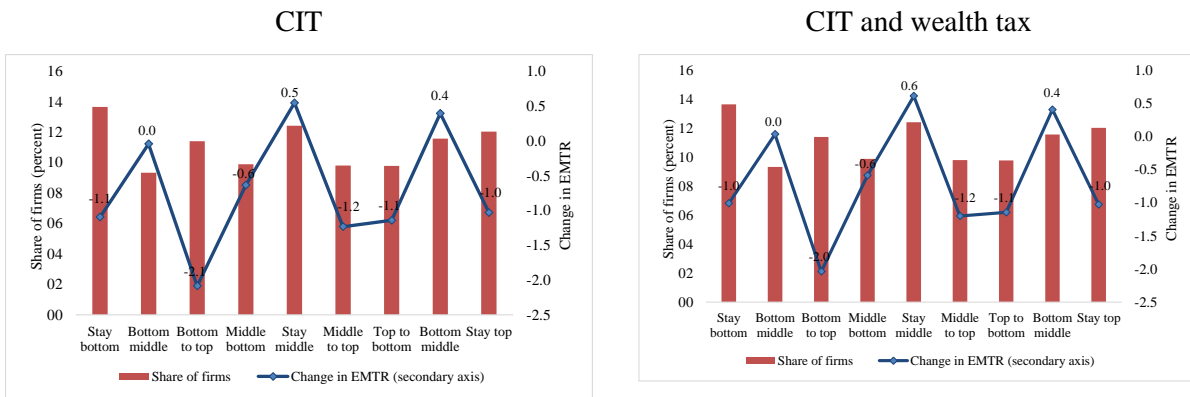 CIT
CIT and wealth tax
Share of firms (percent)
16
14
12
10
08
06
04
02
00
1.0
0.5
0.0
-0.5
-1.0
-1.5
-2.0
-2.5
Change in EMTR
-1.1
0.0
-2.1
-0.6
0.5
-1.2
-1.1
0.4
-1.0
Stay bottom
Bottom middle
Bottom to top
Middle bottom
Stay middle
Middle to top
Top to bottom
Bottom middle
Stay top
Share of firms
Change in EMTR (secondary axis)
Share of firms (percent)
16
14
12
10
08
06
04
02
00
1.0
0.5
0.0
-0.5
-1.0
-1.5
-2.0
-2.5
Change in EMTR
-1.0
0.0
-2.0
-0.6
0.6
-1.2
-1.1
0.4
-1.0
Stay bottom
Bottom middle
Bottom to top
Middle bottom
Stay middle
Middle to top
Top to bottom
Bottom middle
Stay top
Share of firms
Change in EMTR (secondary axis)